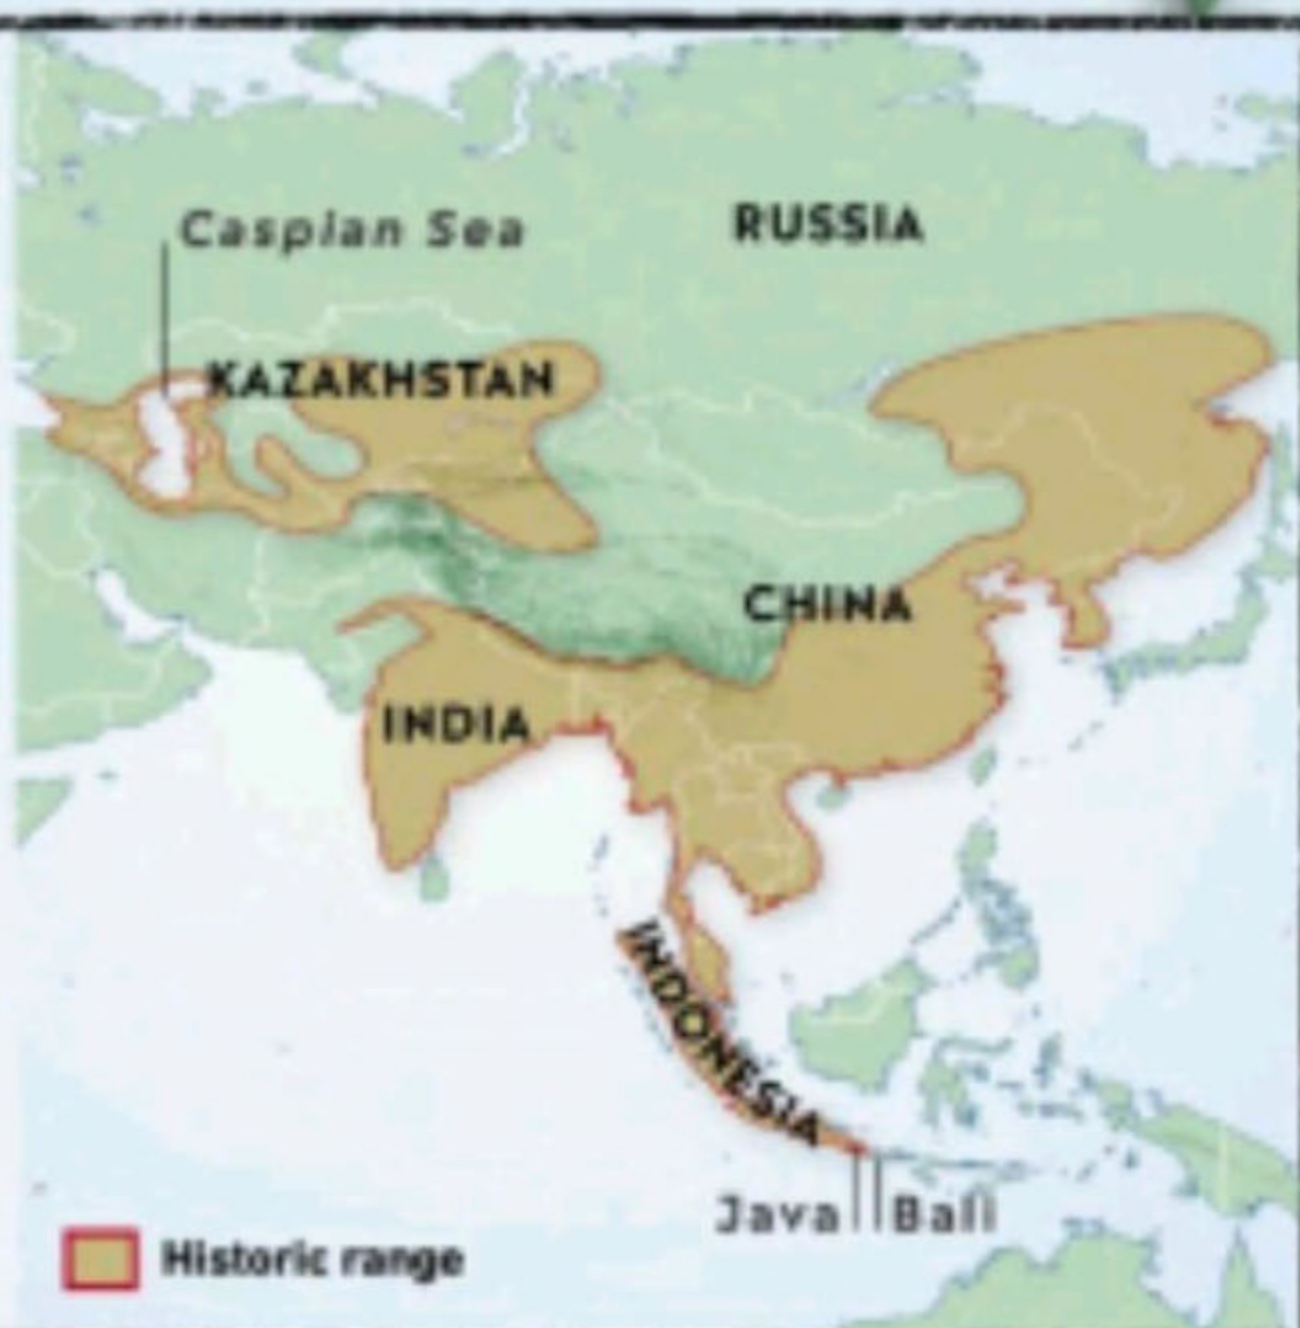 Caspian Sea
RUSSIA
KAZAKHSTAN
CHINA
INDIA
INDONESIA
Java
Bali
Historic range